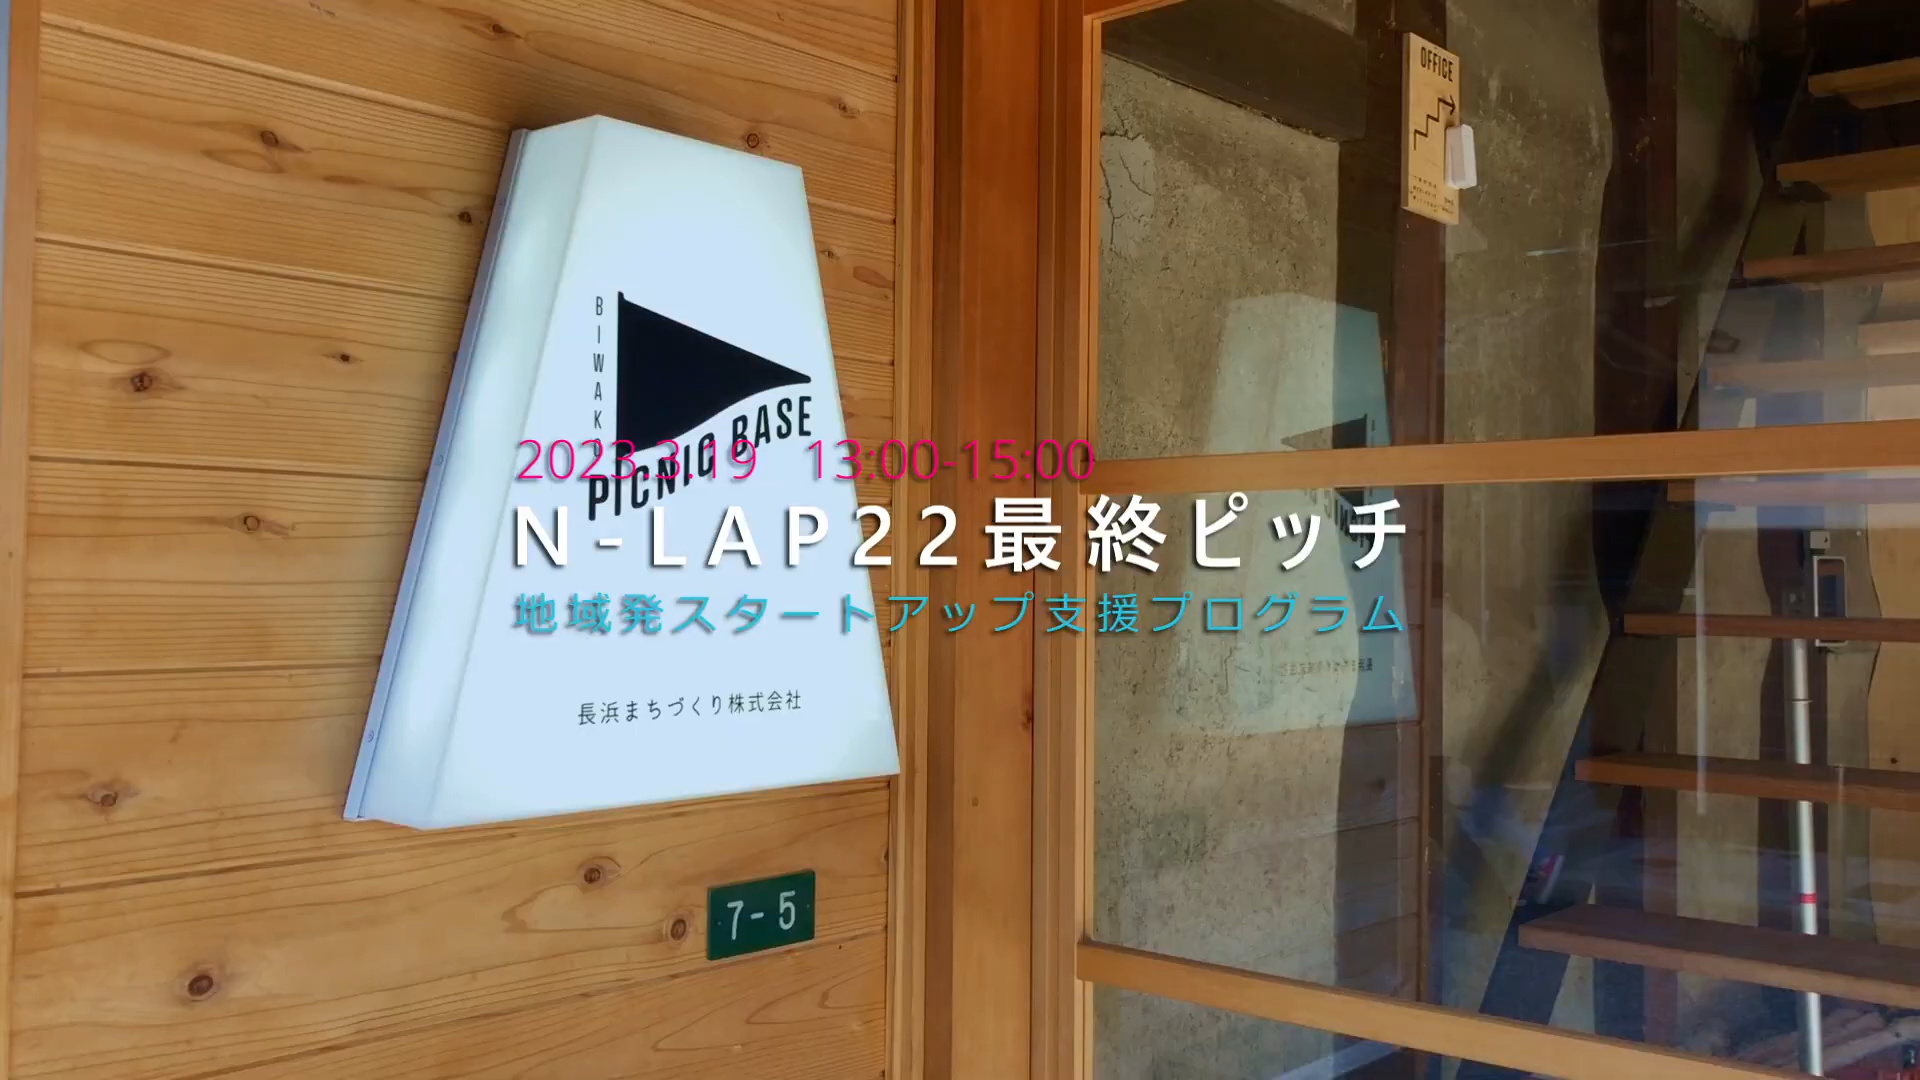 OFFICE
BIWAKO
PICNIC BASE
2023.3.19 13:00-15:00
N-LAP22最終ピッチ
地域発スタートアップ支援プログラム
長浜まちづくり株式会社
7-5